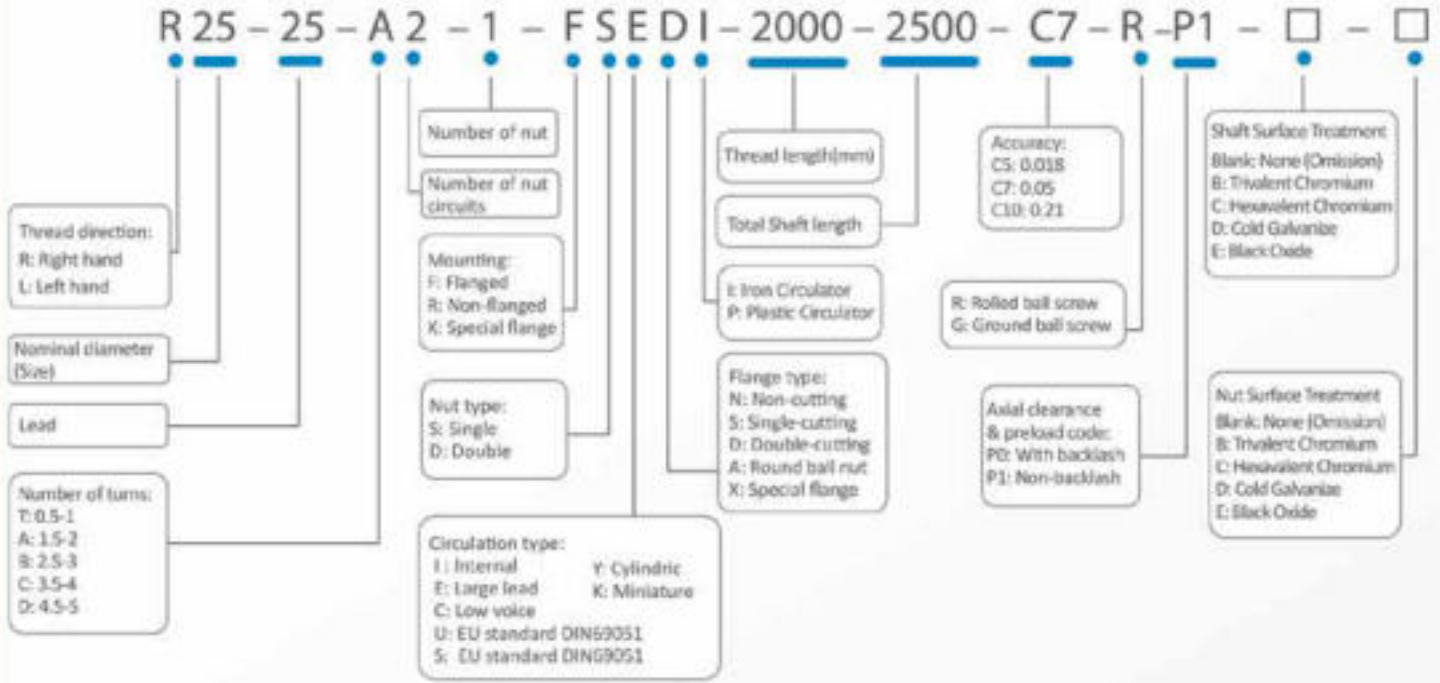 R 25 – 25 – A 2 – 1 – F S E D I – 2000 – 2500 – C7 – R –P1 – □ – □
Thread direction:
R: Right hand
L: Left hand
Nominal diameter
(Size)
Lead
Number of turns:
T: 0.5-1
A: 1.5-2
B: 2.5-3
C: 3.5-4
D: 4.5-5
Number of nut
Number of nut
circuits
Mounting:
F: Flanged
R: Non-flanged
K: Special flange
Nut type:
S: Single
D: Double
Circulation type:
I : Internal
E: Large lead
C: Low voice
U: EU standard DIN69051
S: EU standard DIN69051
Y: Cylindric
K: Miniature
Thread length(mm)
Total Shaft length
I: Iron Circulator
P: Plastic Circulator
Flange type:
N: Non-cutting
S: Single-cutting
D: Double-cutting
A: Round ball nut
X: Special flange
Accuracy:
C5: 0.018
C7: 0.05
C10: 0.21
R: Rolled ball screw
G: Ground ball screw
Axial clearance
& preload code:
P0: With backlash
P1: Non-backlash
Shaft Surface Treatment
Blank: None (Omission)
B: Trivalent Chromium
C: Hexavalent Chromium
D: Cold Galvanize
E: Black Oxide
Nut Surface Treatment
Blank: None (Omission)
B: Trivalent Chromium
C: Hexavalent Chromium
D: Cold Galvanize
E: Black Oxide